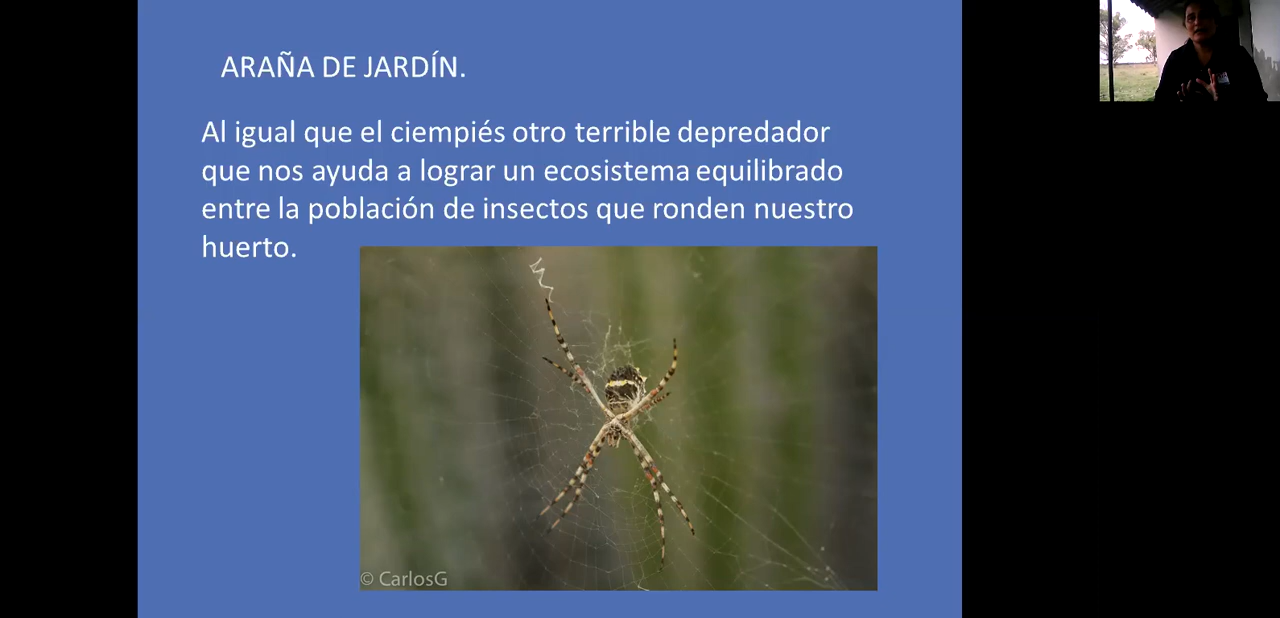 ARAÑA DE JARDÍN.
Al igual que el ciempiés otro terrible depredador
que nos ayuda a lograr un ecosistema equilibrado
entre la población de insectos que ronden nuestro
huerto.
© CarlosG